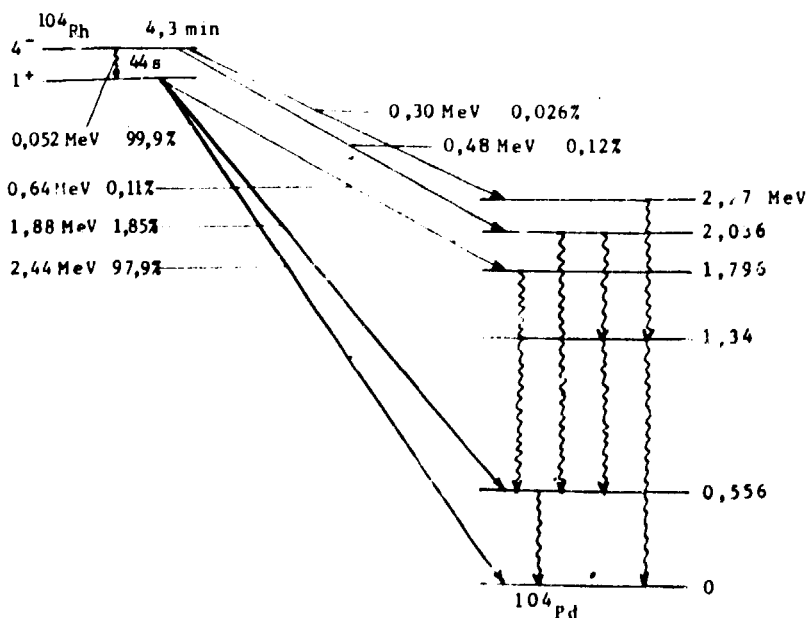 104Rh
4,3 min
4-
44s
1+
0,30 MeV 0,026%
0,052 MeV 99,9%
0,48 MeV 0,12%
0,64 MeV 0,11%
1,88 MeV 1,85%
2,44 MeV 97,9%
MeV
2,036
1,796
1,34
0,556
0
104Pd